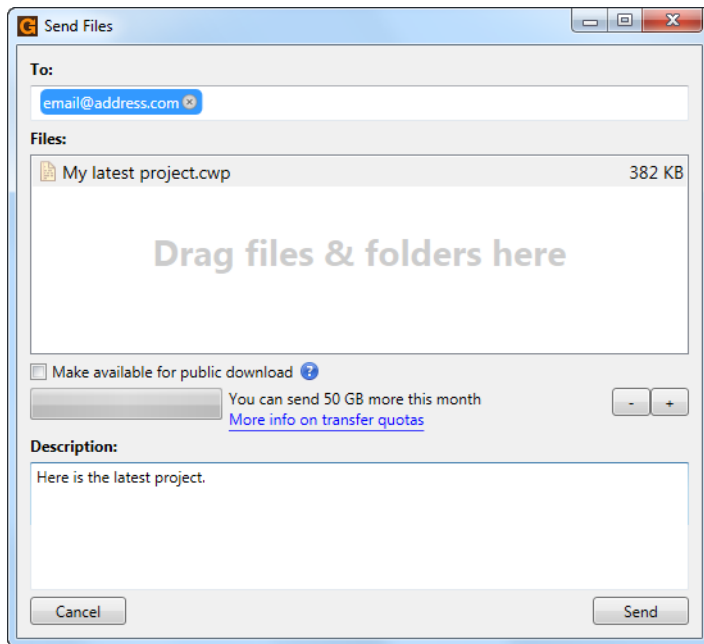 Send Files
To:
email@address.com
Files:
My latest project.cwp 382 KB
Drag files & folders here
Make available for public download ?
You can send 50 GB more this month
- +
More info on transfer quotas
Description:
Here is the latest project.
Cancel Send